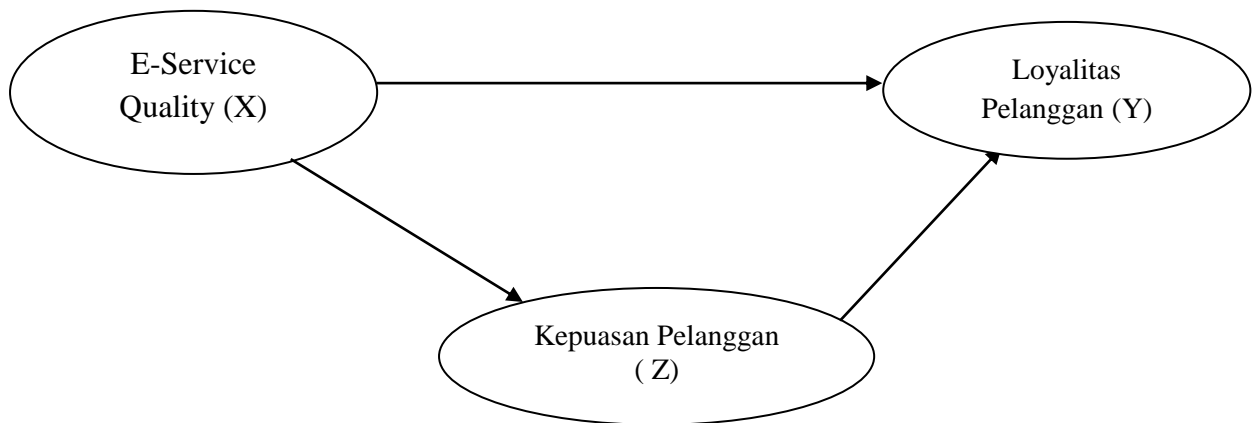 E-Service
Quality (X)
Loyalitas
Pelanggan (Y)
Kepuasan Pelanggan
( Z)